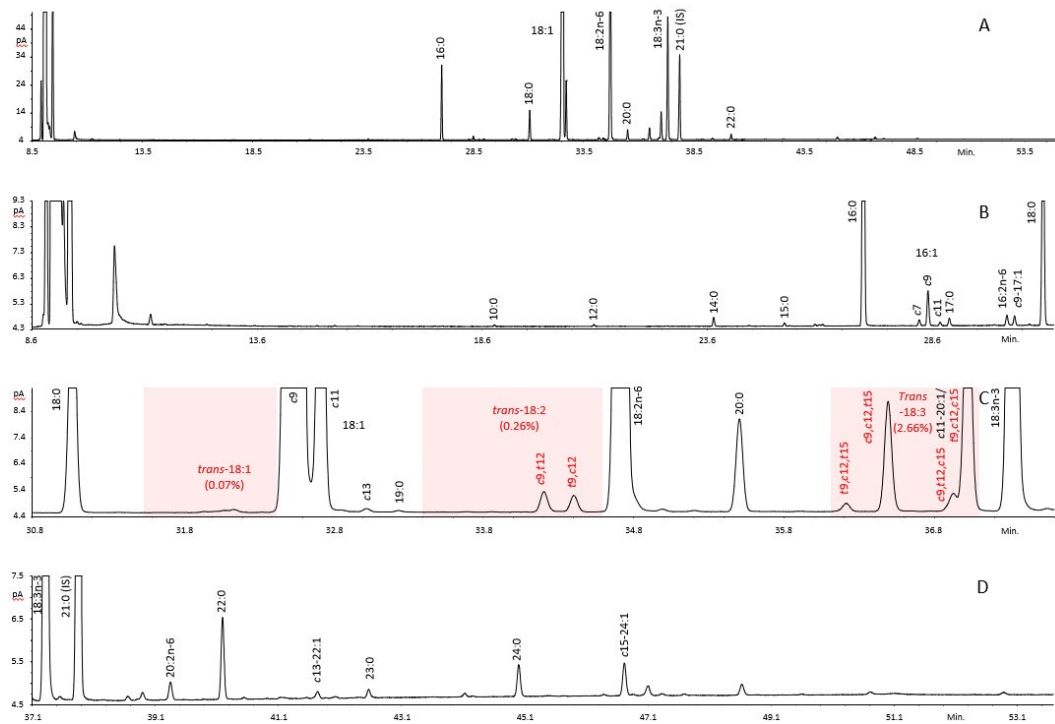 A
44
pA
34
24
14
4
16:0
18:0
18:1
18:2n-6
20:0
18:3n-3
21:0 (IS)
22:0
8.5 13.5 18.5 23.5 28.5 33.5 38.5 43.5 48.5 Min. 53.5
B
9.3
pA
8.3
7.3
6.3
5.3
4.3
10:0
12:0
14:0
15:0
16:0
16:1
c7
c9
c11
17:0
16:2n-6
c9-17:1
18:0
8.6 13.6 18.6 23.6 28.6 Min.
C
pA
8.4
7.4
6.4
5.4
4.4
18:0
trans-18:1
(0.07%)
c9
c11
18:1
c13
19:0
trans-18:2
(0.26%)
c9,t12
t9,c12
18:2n-6
20:0
t9,c12,t15
c9,c12,t15
Trans
-18:3
(2.66%)
c9,t12,c15
c11-20:1/
t9,c12,c15
18:3n-3
30.8 31.8 32.8 33.8 34.8 35.8 36.8 Min.
D
7.5
pA
6.5
5.5
4.5
18:3n-3
21:0 (IS)
20:2n-6
22:0
c13-22:1
23:0
24:0
c15-24:1
37.1 39.1 41.1 43.1 45.1 47.1 49.1 51.1 Min. 53.1